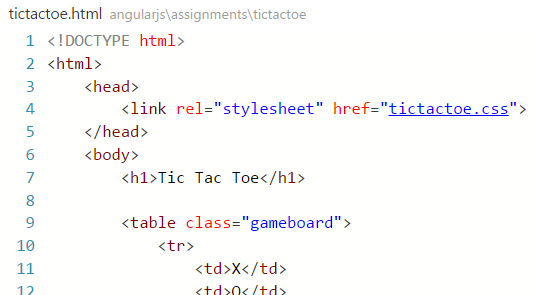 tictactoe.html angularjs\assignments\tictactoe
1 <!DOCTYPE html>
2 <html>
3 <head>
4 <link rel="stylesheet" href="tictactoe.css">
5 </head>
6 <body>
7 <h1>Tic Tac Toe</h1>
8
9 <table class="gameboard">
10 <tr>
11 <td>X</td>
12 <td>O</td>